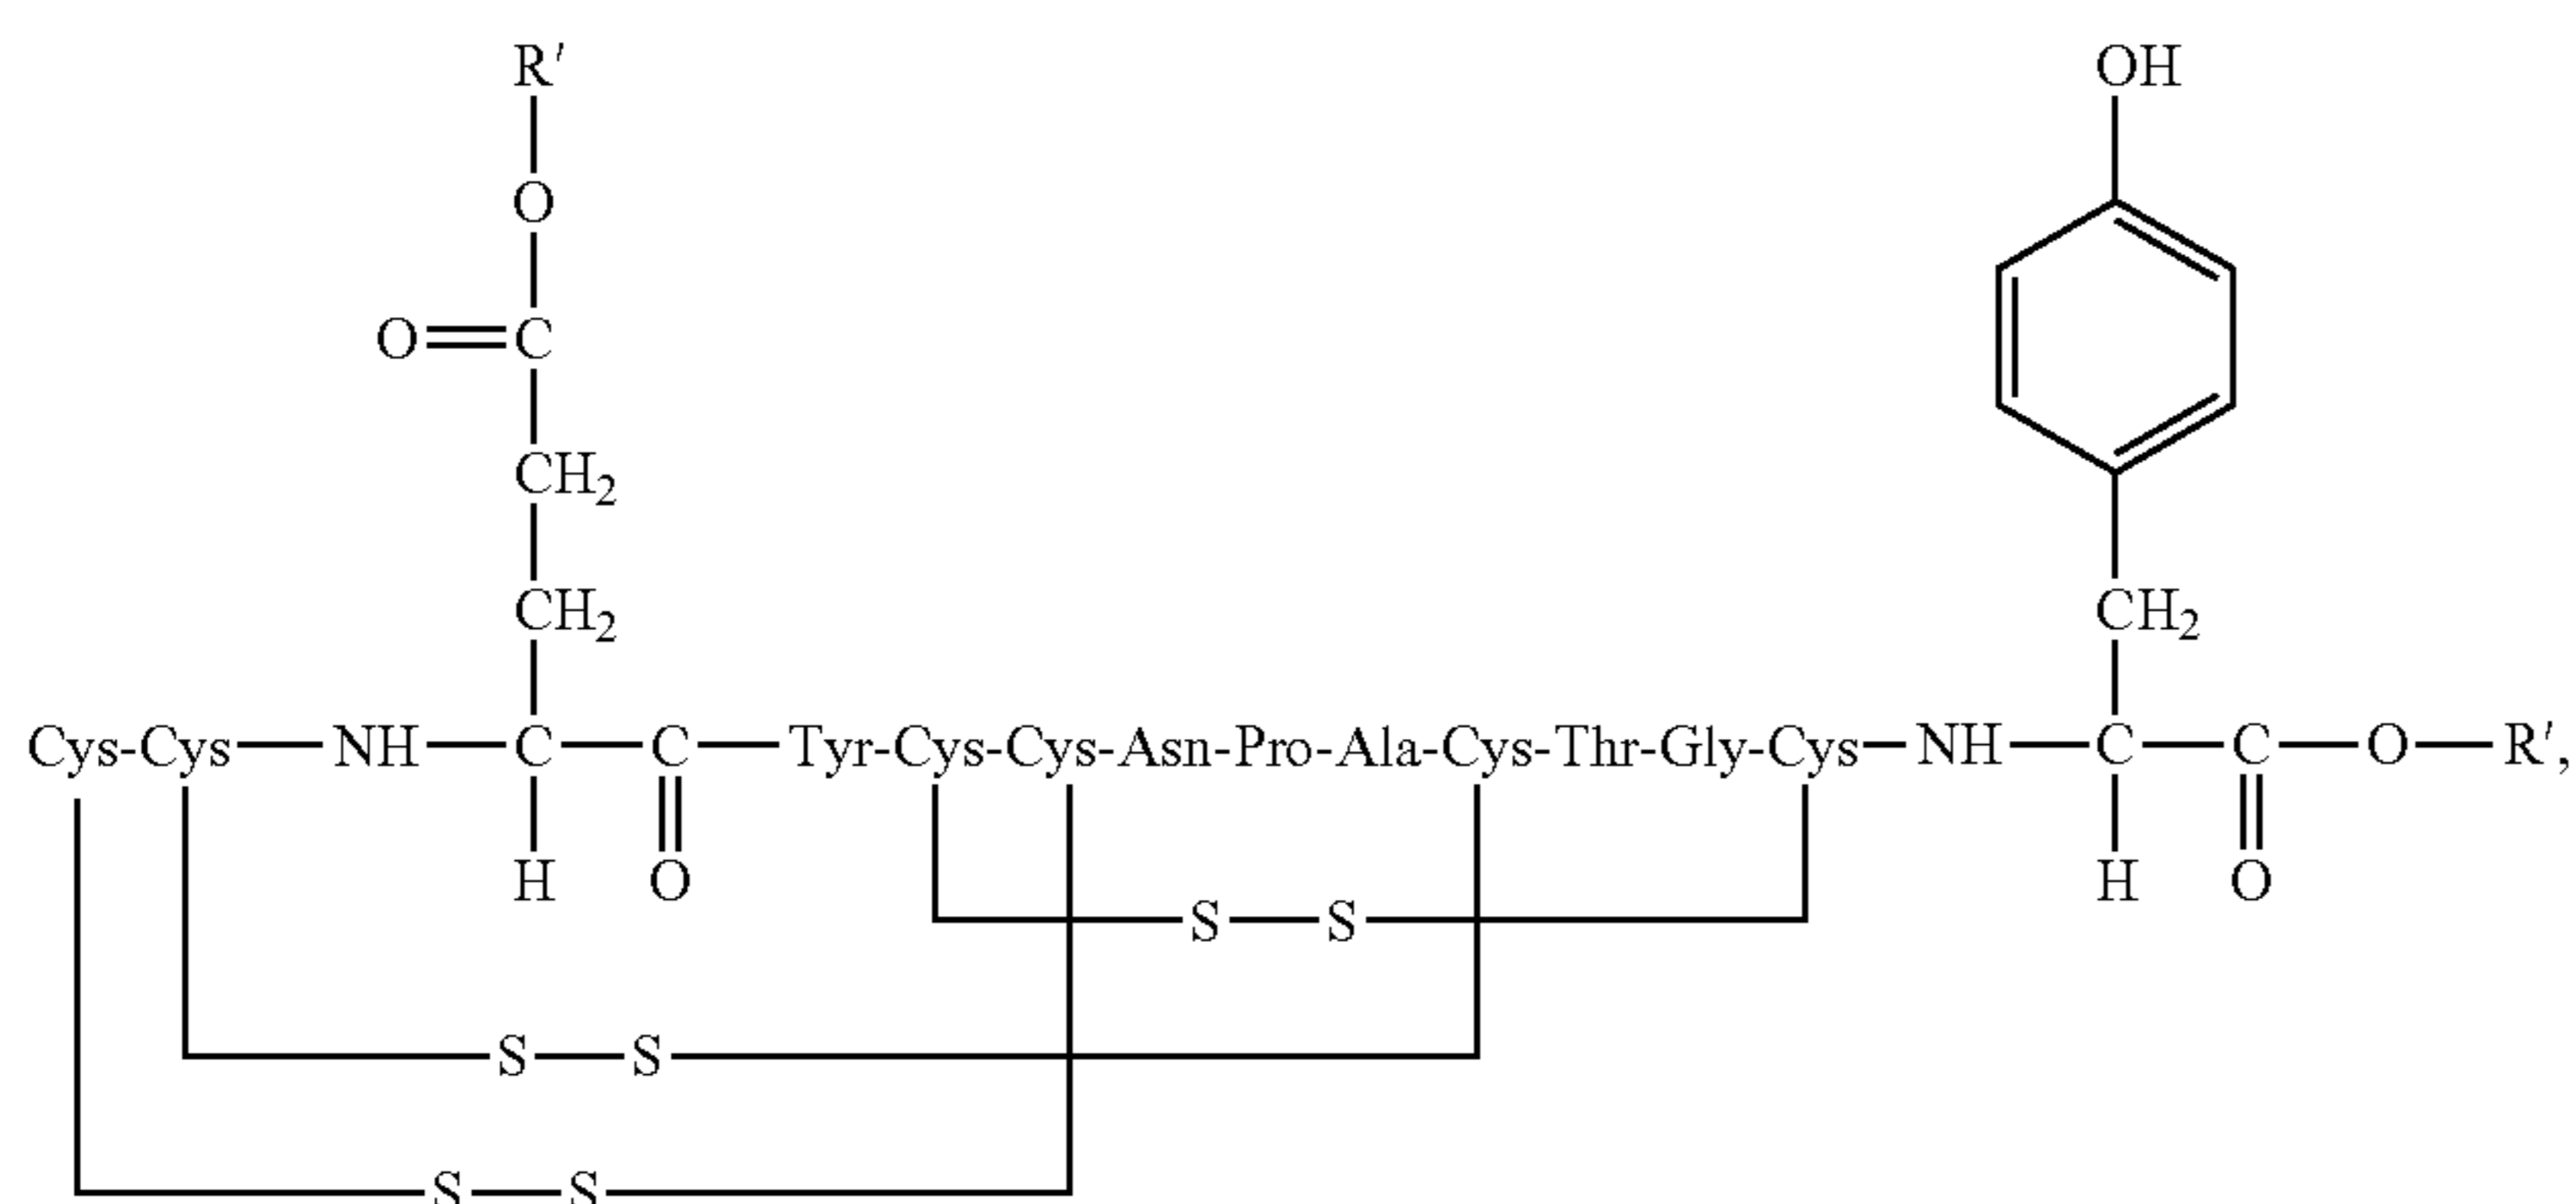 R′ OH
O
O C
CH2
CH2 CH2
Cys-Cys NH C C Tyr-Cys-Cys-Asn-Pro-Ala-Cys-Thr-Gly-Cys NH C C O R′,
H O H O
S S
S S
S S